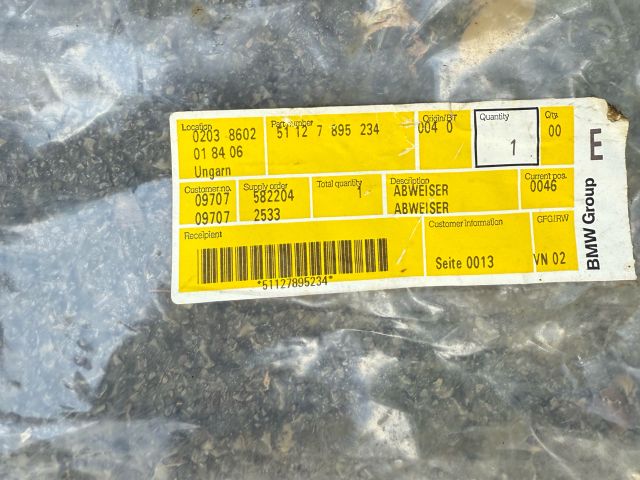 Location
0203 8602
01 84 06
Ungarn
Part number
51 12 7 895 234
Origin/BT
004 0
Quantity
1
Qty.
00
E
Customer no.
09707
09707
Supply order
582204
2533
Total quantity
1
Description
ABWEISER
ABWEISER
Current pos.
0046
Receipient
*51127895234*
Customer information
Seite 0013
GFG/RW
VN 02
BMW Group